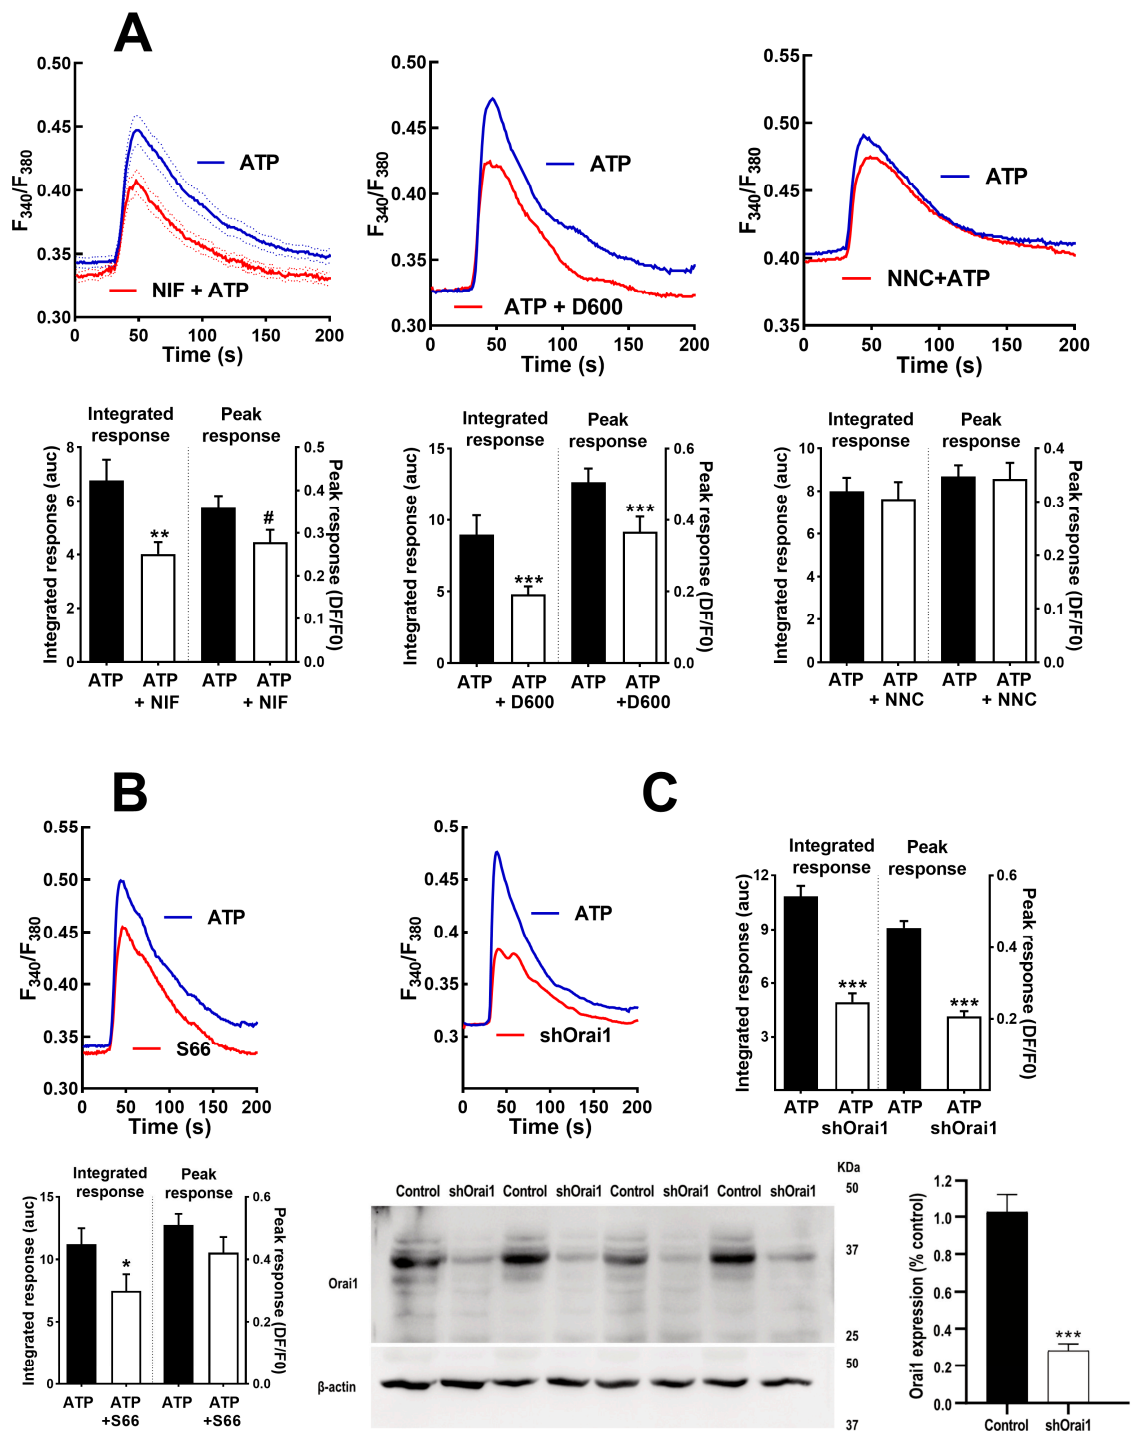 A
0.50
0.45
0.40
0.35
0.30
F340/F380
ATP
NIF + ATP
0 50 100 150 200
Time (s)
0.50
0.45
0.40
0.35
0.30
F340/F380
ATP
ATP + D600
0 50 100 150 200
Time (s)
0.55
0.50
0.45
0.40
0.35
F340/F380
ATP
NNC+ATP
0 50 100 150 200
Time (s)
Integrated response
Peak response
Integrated response (auc)
8
6
4
2
0
**
#
0.5
0.4
0.3
0.2
0.1
0.0
Peak response (DF/F0)
ATP ATP ATP ATP
+ NIF + NIF
Integrated response
Peak response
Integrated response (auc)
15
10
5
0
***
***
0.6
0.4
0.2
0.0
Peak response (DF/F0)
ATP ATP ATP ATP
+ D600 +D600
Integrated response
Peak response
Integrated response (auc)
10
8
6
4
2
0
0.4
0.3
0.2
0.1
0.0
Peak response (DF/F0)
ATP ATP ATP ATP
+ NNC + NNC
B
0.55
0.50
0.45
0.40
0.35
0.30
F340/F380
ATP
S66
0 50 100 150 200
Time (s)
C
0.5
0.45
0.4
0.35
0.3
F340/F380
ATP
shOrai1
0 50 100 150 200
Time (s)
Integrated response
Peak response
Integrated response (auc)
12
9
6
3
***
***
0.6
0.4
0.2
Peak response (DF/F0)
ATP ATP ATP ATP
shOrai1 shOrai1
Integrated response
Peak response
Integrated response (auc)
15
10
5
0
*
0.6
0.4
0.2
0.0
Peak response (DF/F0)
ATP ATP ATP ATP
+S66 +S66
KDa
Control shOrai1 Control shOrai1 Control shOrai1 Control shOrai1
50
37
Orai1
25
50
β-actin
37
Orai1 expression (% control)
1.2
1.0
0.8
0.6
0.4
0.2
0.0
***
Control shOrai1